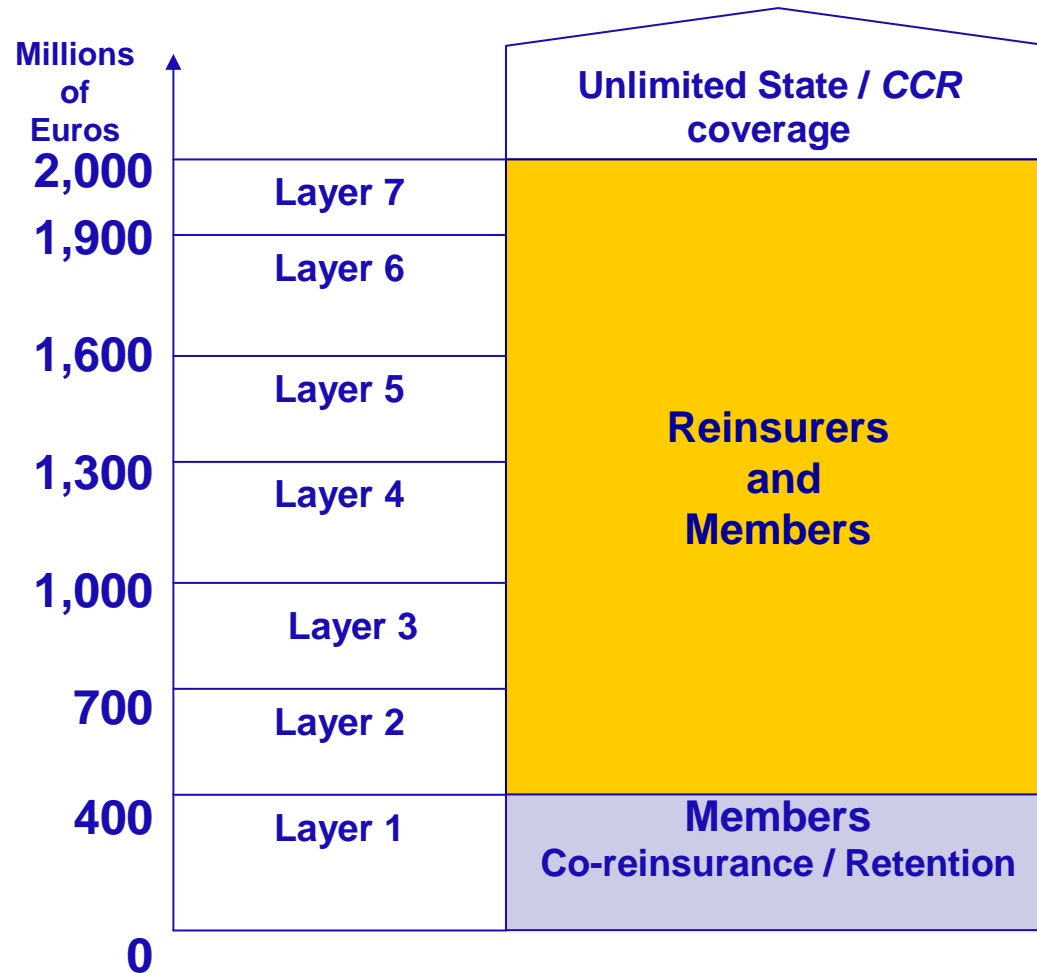 Millions
of
Euros
Unlimited State / CCR
coverage
2,000
Layer 7
1,900
Layer 6
1,600
Layer 5
1,300
Layer 4
Reinsurers
and
Members
1,000
Layer 3
700
Layer 2
400
Layer 1
Members
Co-reinsurance / Retention
0